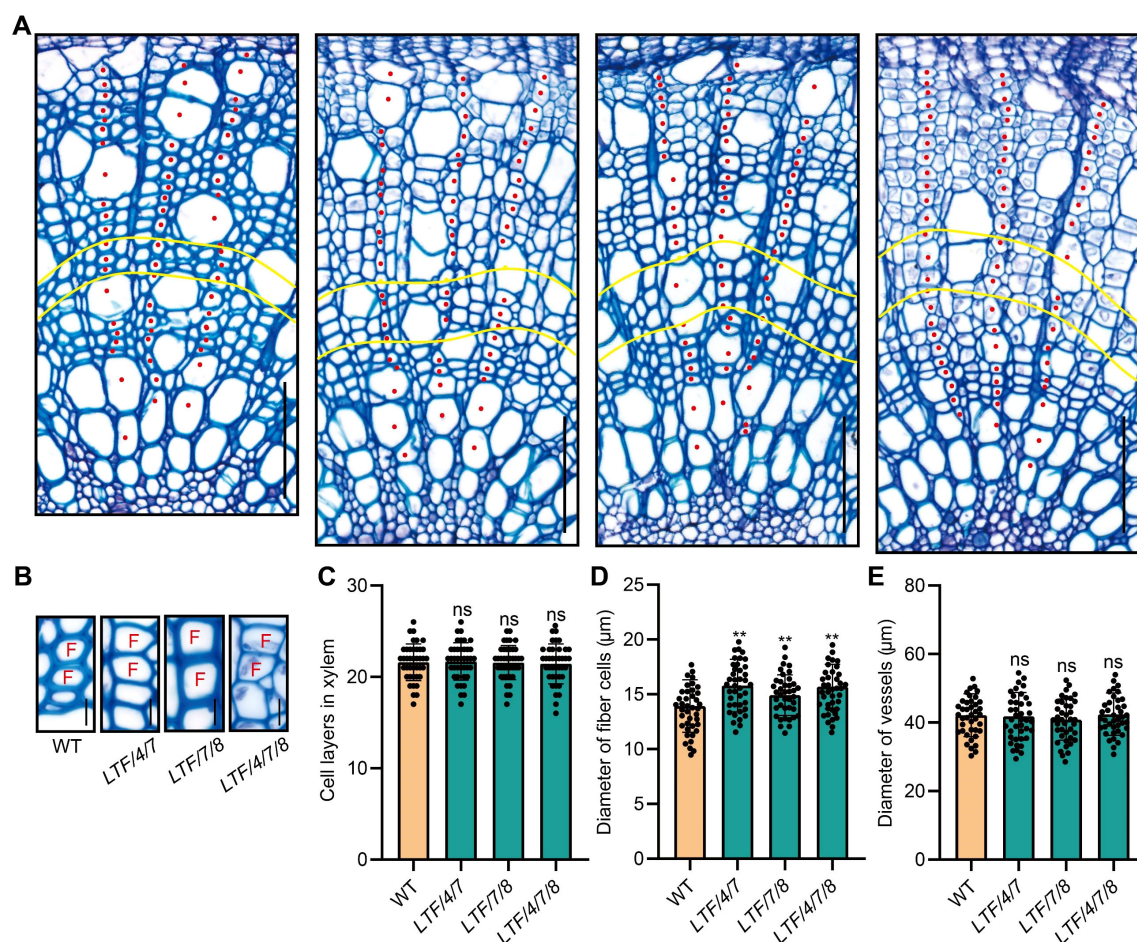 A
B
F
F
F
F
F
F
F
F
WT
LTF/4/7
LTF/7/8
LTF/4/7/8
C
Cell layers in xylem
30
20
10
0
ns
ns
ns
WT
LTF/4/7
LTF/7/8
LTF/4/7/8
D
Diameter of fiber cells (μm)
25
20
15
10
5
0
**
**
**
WT
LTF/4/7
LTF/7/8
LTF/4/7/8
E
Diameter of vessels (μm)
80
60
40
20
0
ns
ns
ns
WT
LTF/4/7
LTF/7/8
LTF/4/7/8